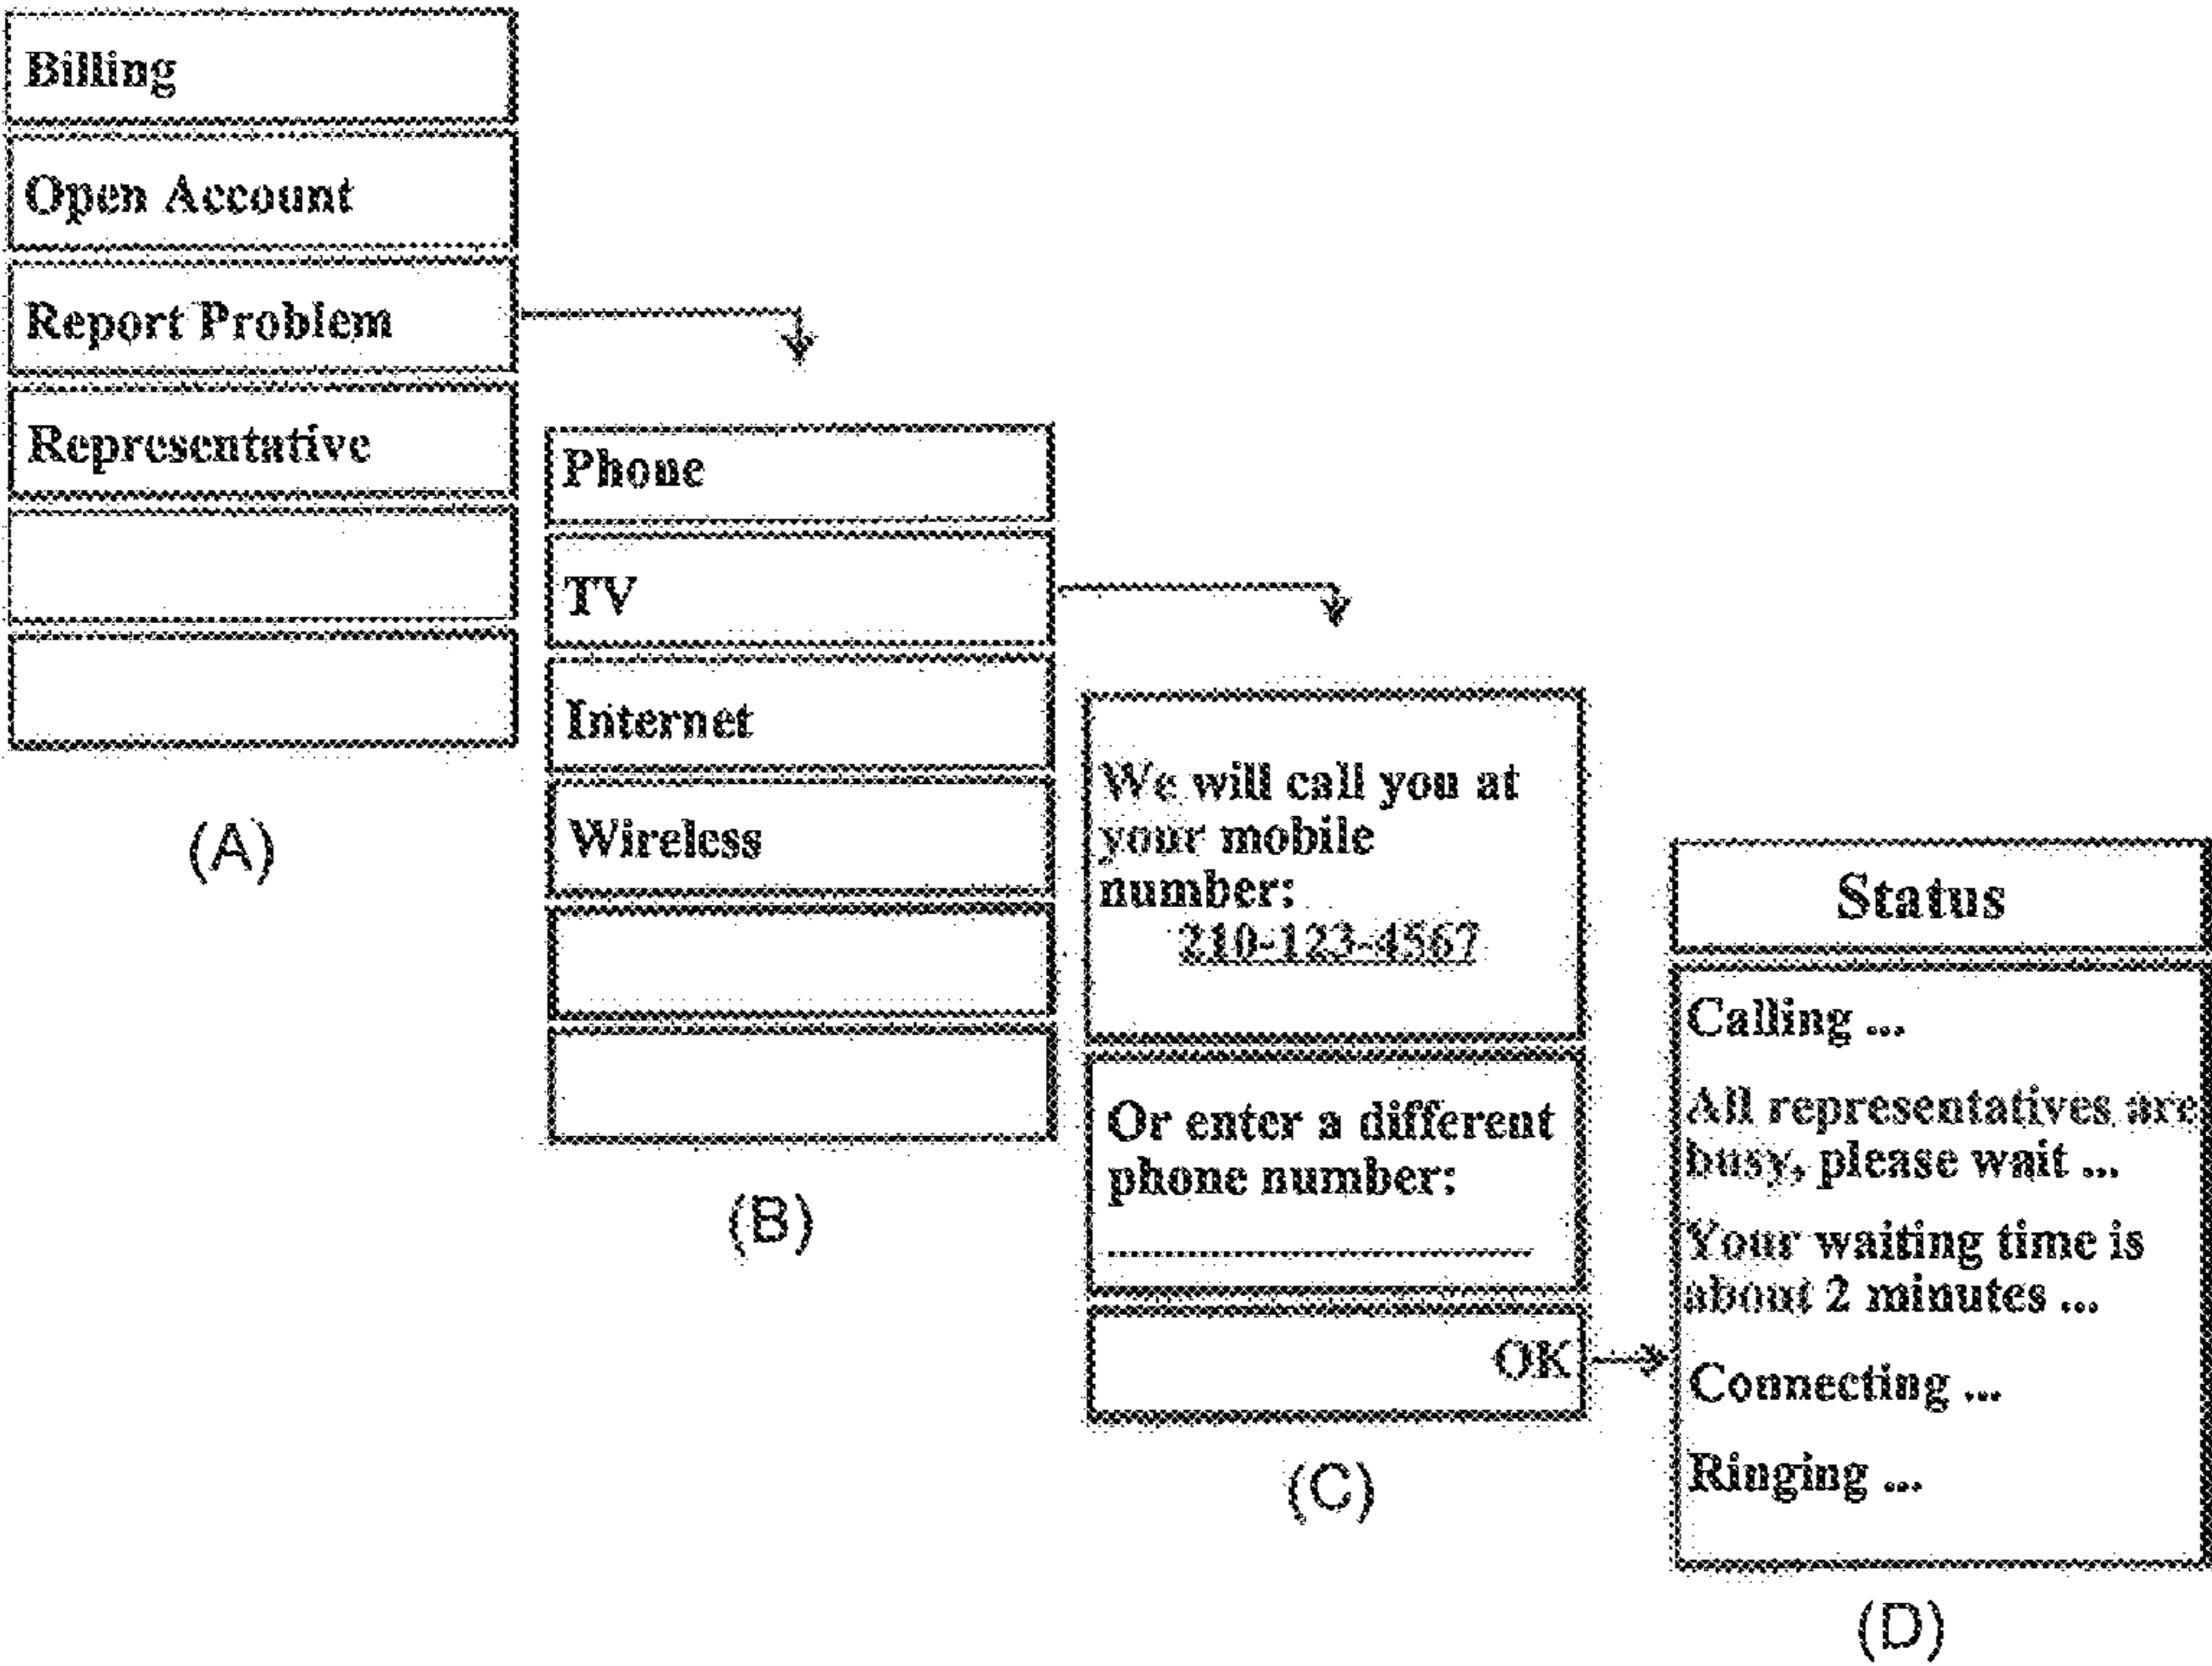 Billing
Open Account
Report Problem
Representative
(A)
Phone
TV
Internet
Wireless
(B)
We will call you at
your mobile
number:
210-123-4567
Or enter a different
phone number:
OK
(C)
Status
Calling ...
All representatives are
busy, please wait ...
Your waiting time is
about 2 minutes ...
Connecting ...
Ringing ...
(D)